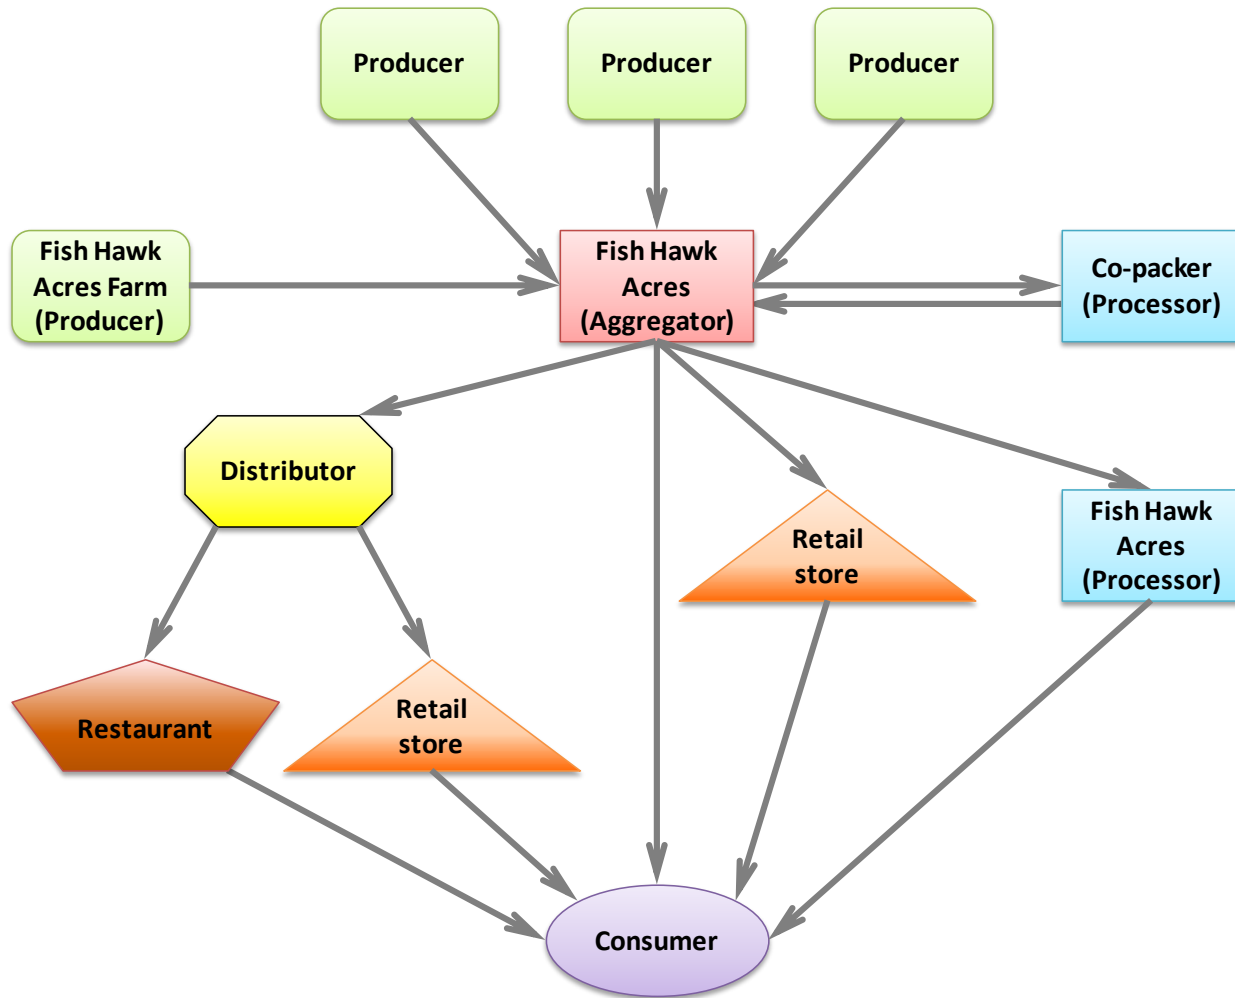 Producer
Producer
Producer
Fish Hawk
Acres Farm
(Producer)
Fish Hawk
Acres
(Aggregator)
Co-packer
(Processor)
Distributor
Retail
store
Fish Hawk
Acres
(Processor)
Restaurant
Retail
store
Consumer